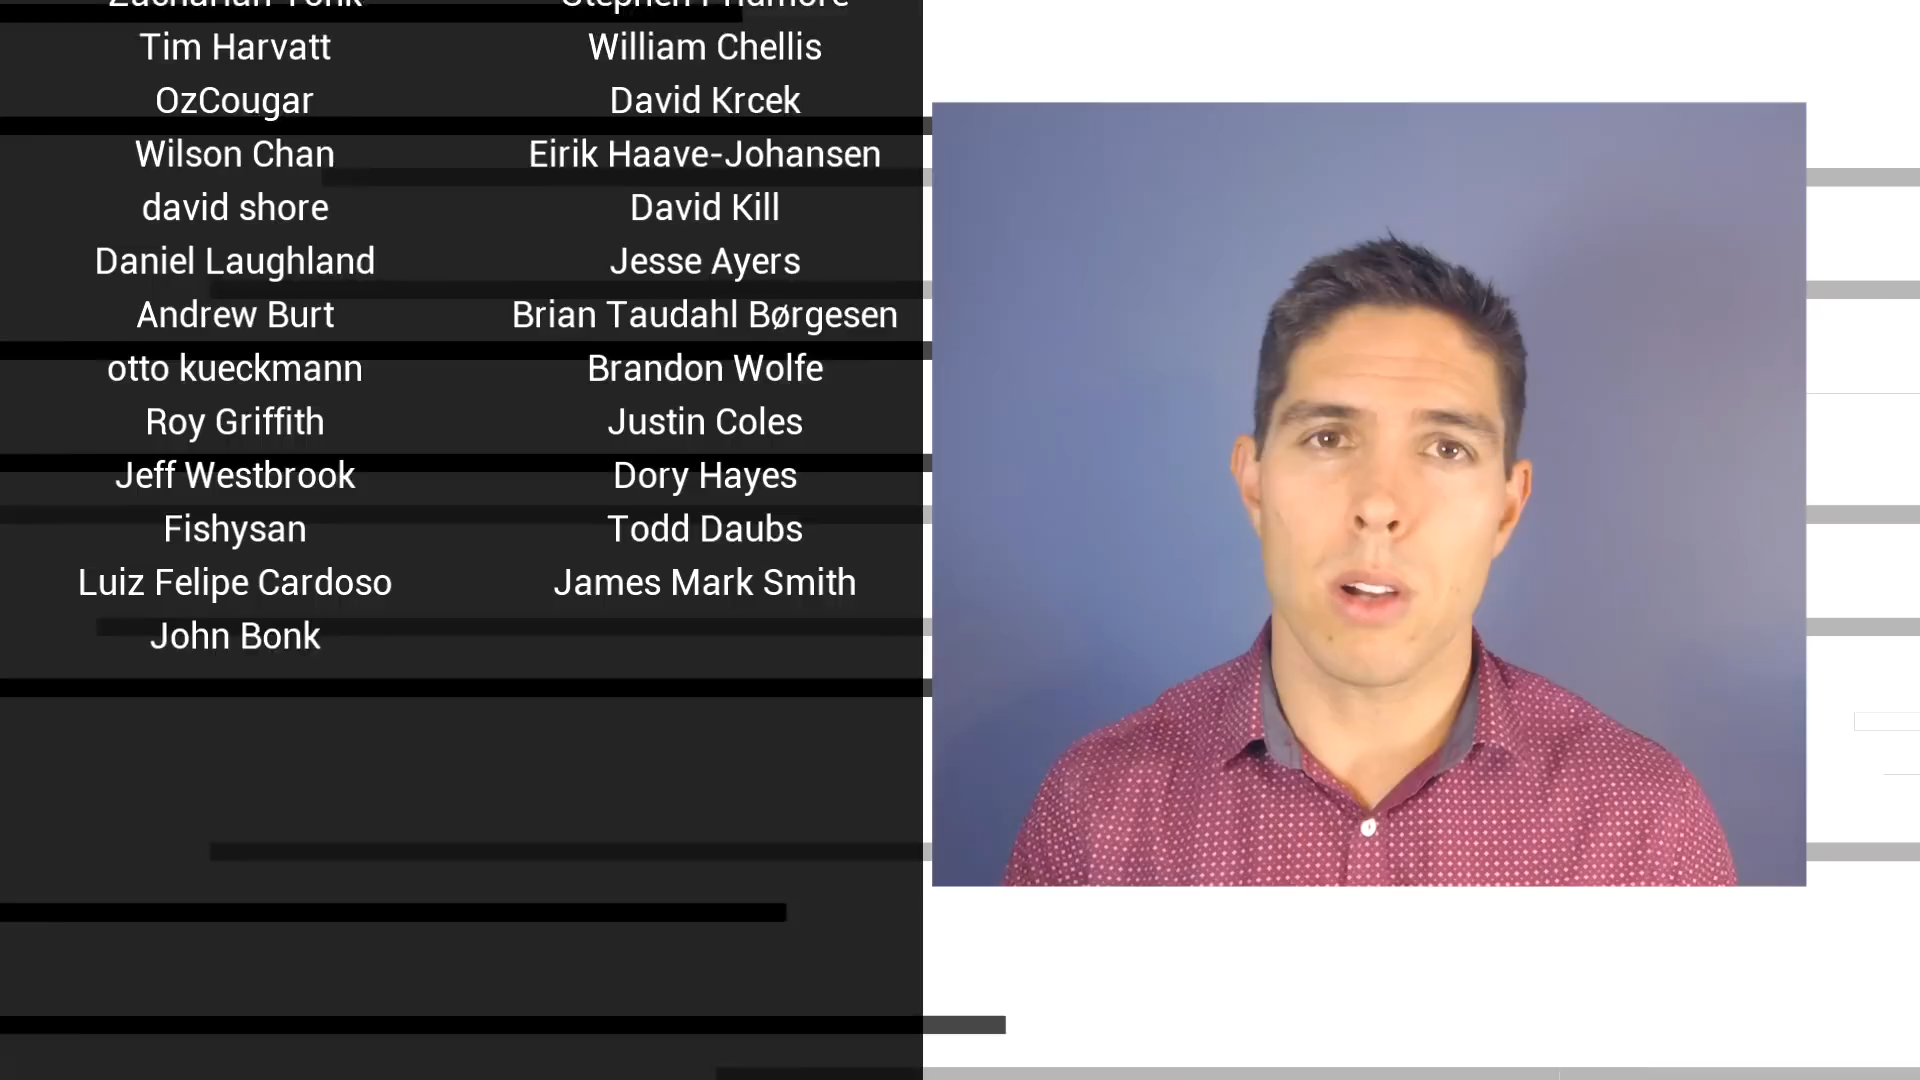 Tim Harvatt
OzCougar
Wilson Chan
david shore
Daniel Laughland
Andrew Burt
otto kueckmann
Roy Griffith
Jeff Westbrook
Fishysan
Luiz Felipe Cardoso
John Bonk
William Chellis
David Krcek
Eirik Haave-Johansen
David Kill
Jesse Ayers
Brian Taudahl Børgesen
Brandon Wolfe
Justin Coles
Dory Hayes
Todd Daubs
James Mark Smith